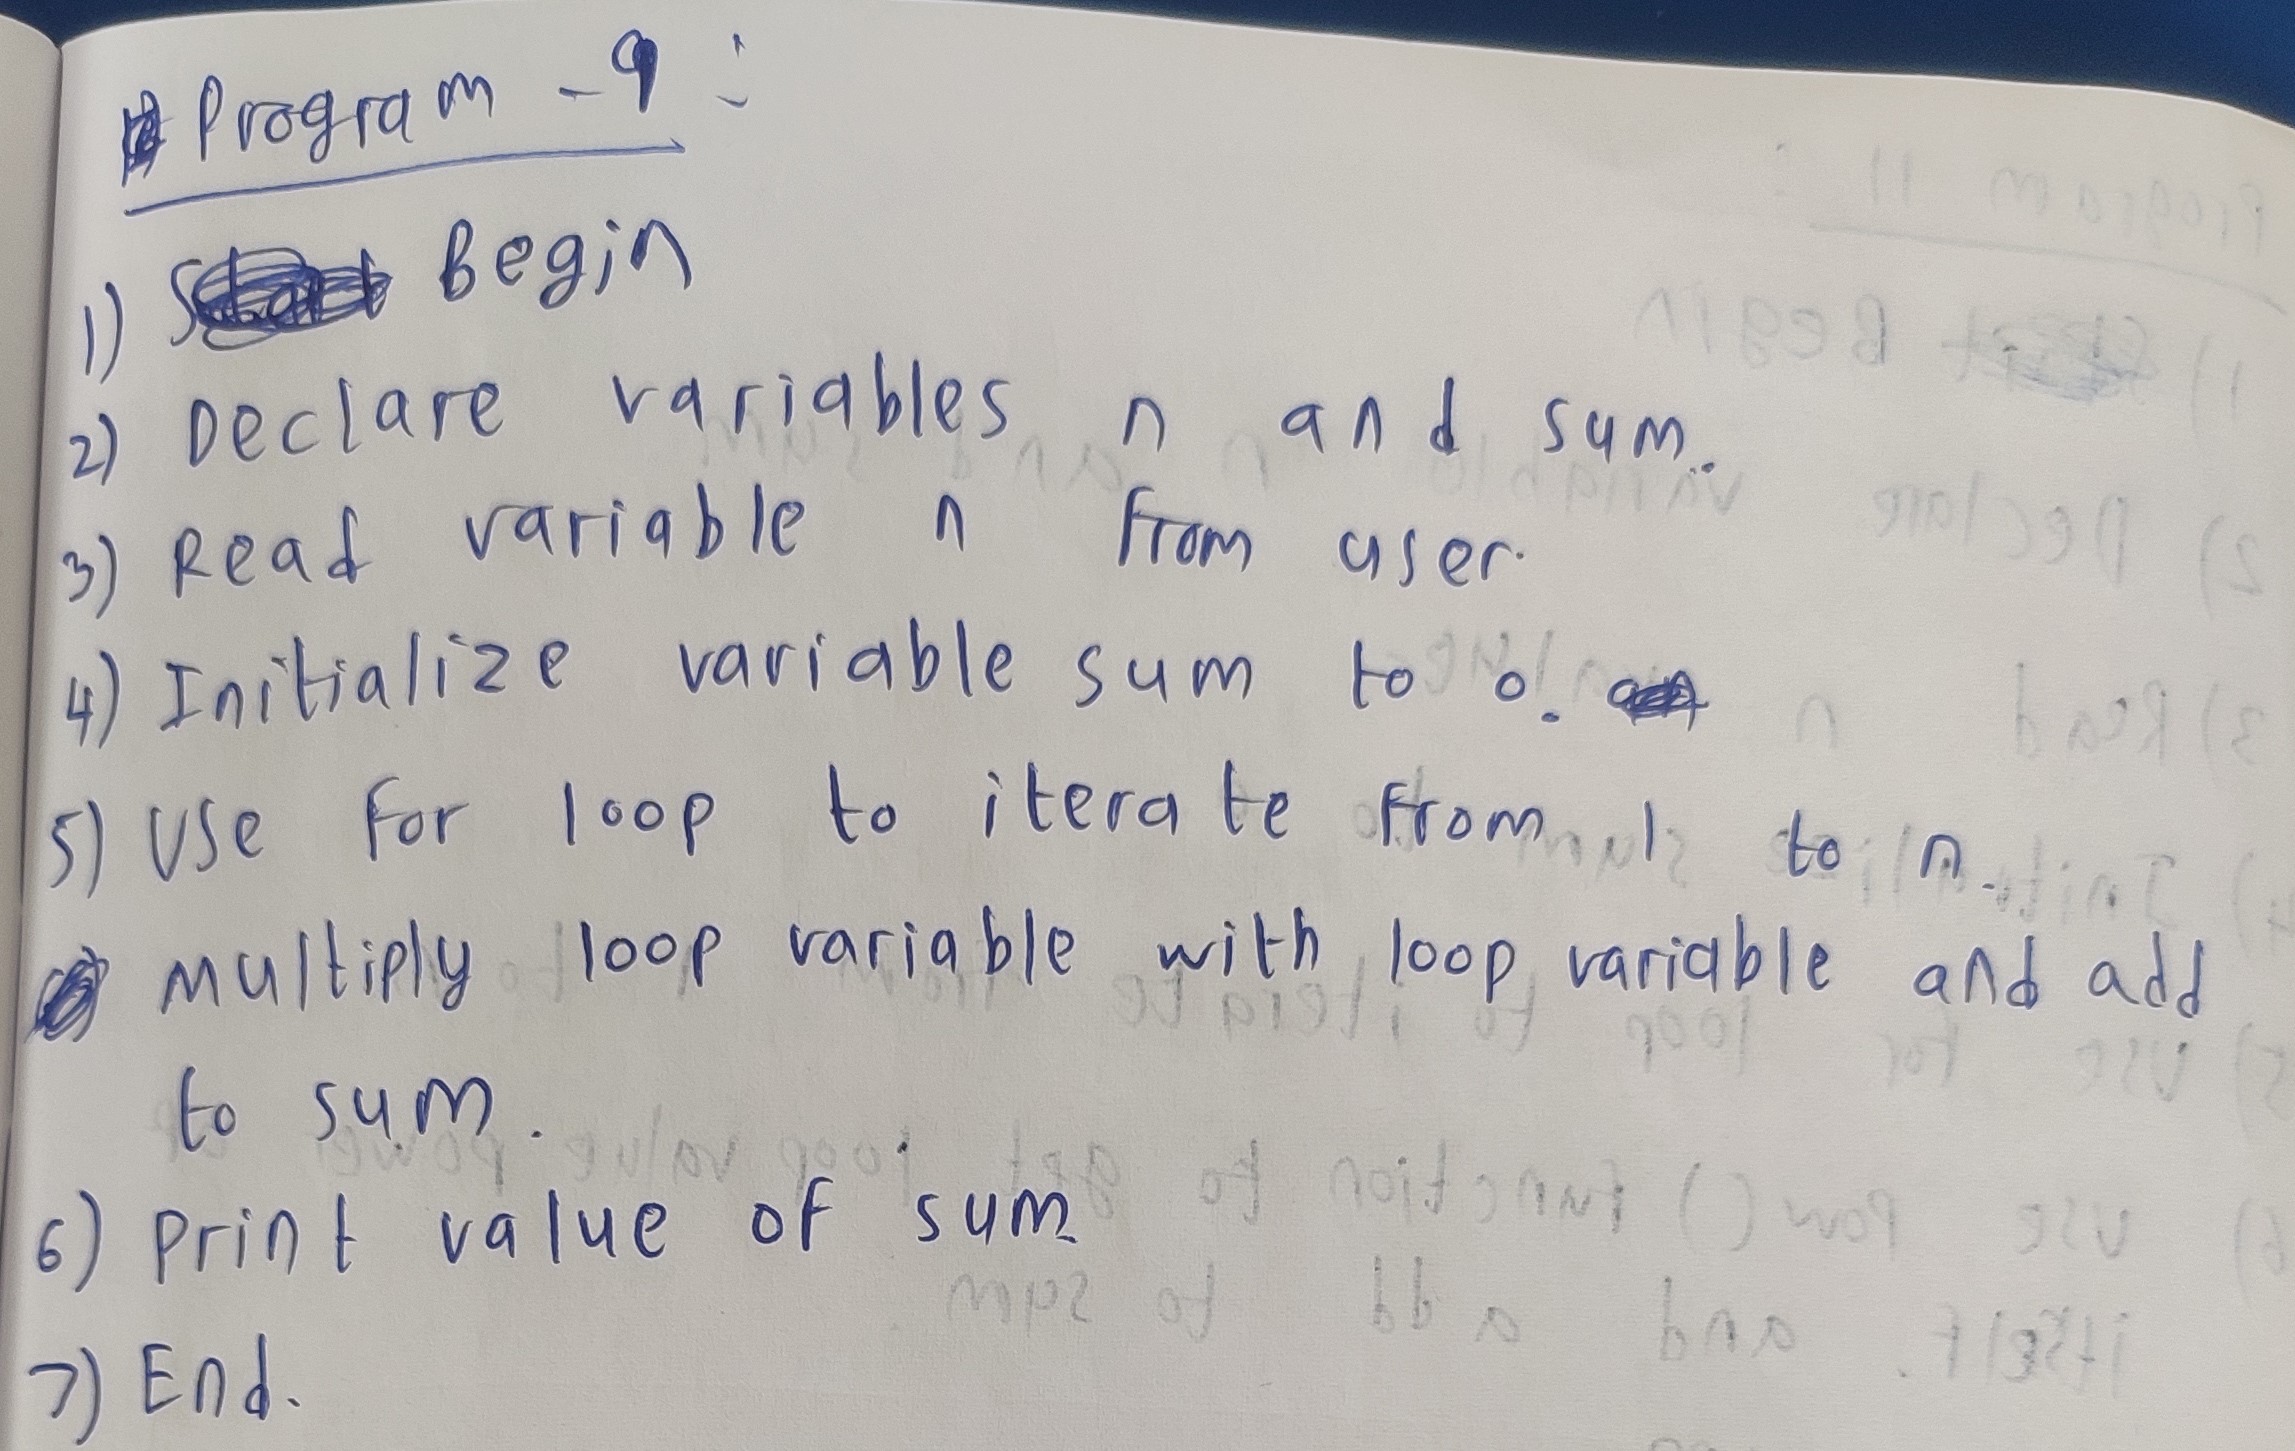 Program - 9 :
1) Begin
2) Declare variables n and sum.
3) Read variable n from user.
4) Initialize variable sum to 0.
5) Use for loop to iterate from 1 to n.
multiply loop variable with loop variable and add
to sum.
6) print value of sum
7) End.